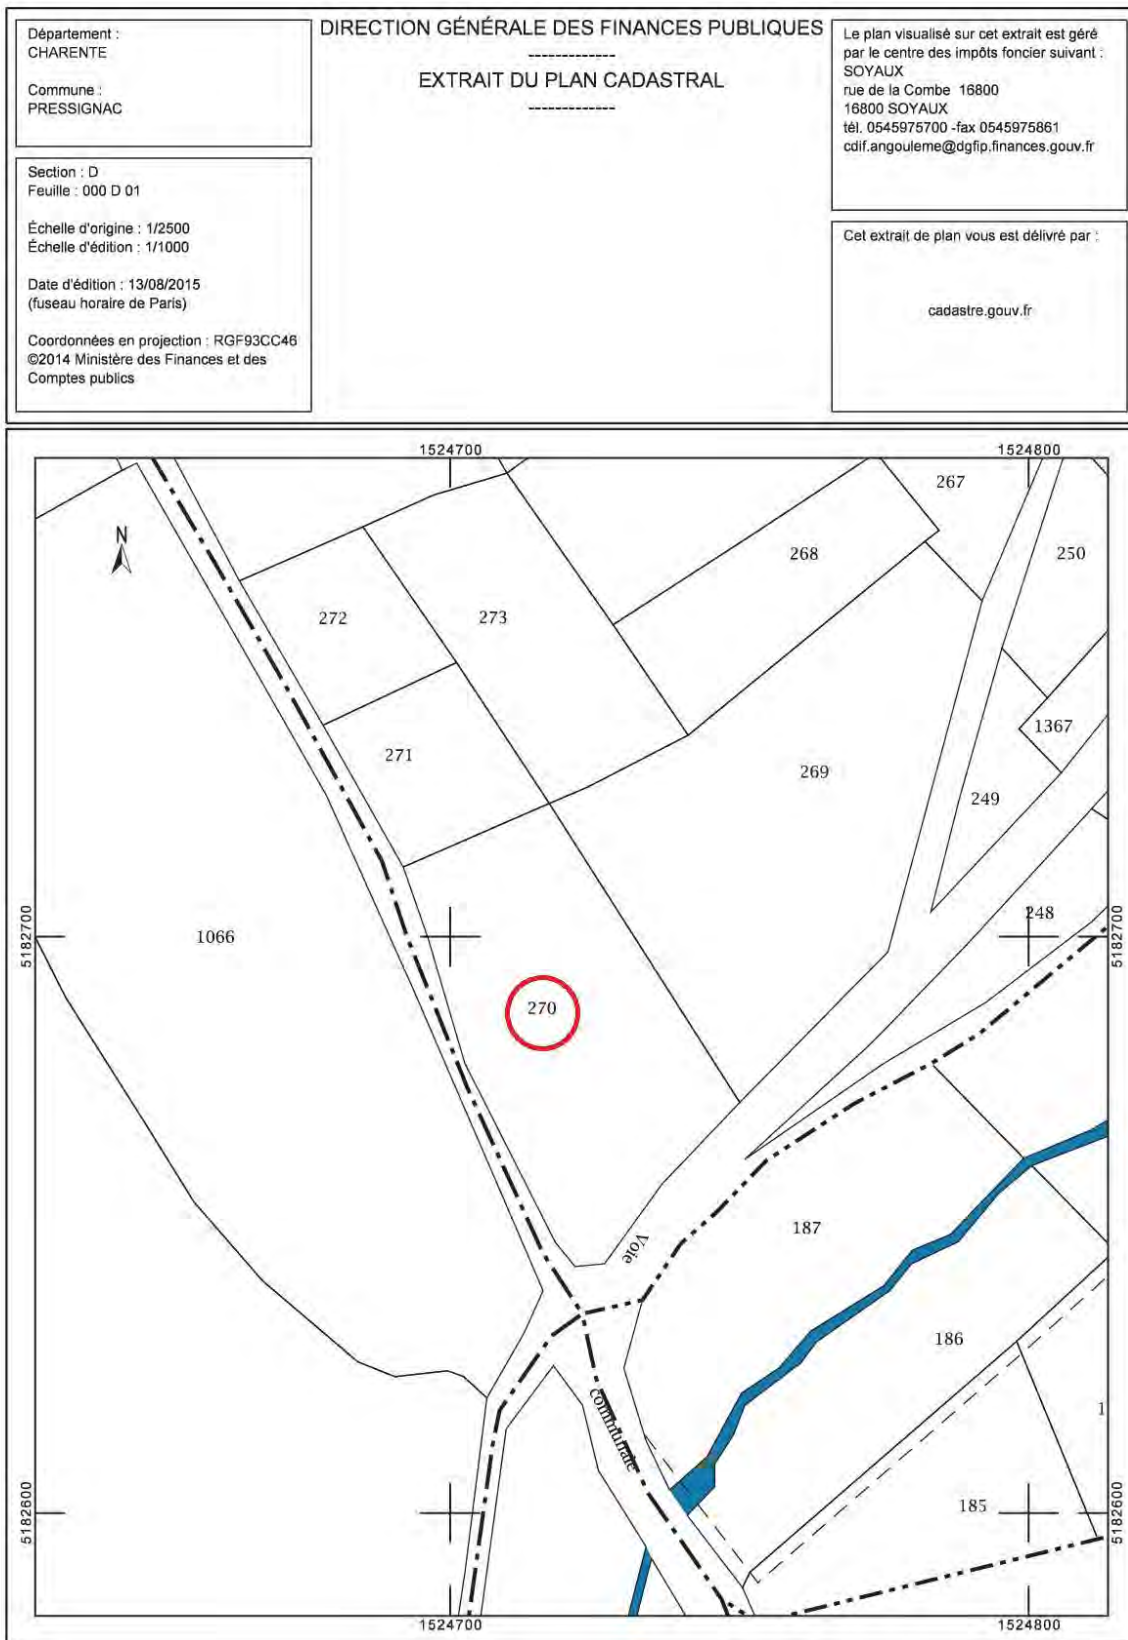 Département :
CHARENTE
Commune :
PRESSIGNAC
DIRECTION GÉNÉRALE DES FINANCES PUBLIQUES
-------------
EXTRAIT DU PLAN CADASTRAL
-------------
Le plan visualisé sur cet extrait est géré
par le centre des impôts foncier suivant :
SOYAUX
rue de la Combe 16800
16800 SOYAUX
tél. 0545975700 -fax 0545975861
cdif.angouleme@dgfip.finances.gouv.fr
Section : D
Feuille : 000 D 01
Échelle d'origine : 1/2500
Échelle d'édition : 1/1000
Date d'édition : 13/08/2015
(fuseau horaire de Paris)
Coordonnées en projection : RGF93CC46
©2014 Ministère des Finances et des
Comptes publics
Cet extrait de plan vous est délivré par :
cadastre.gouv.fr
1524700
1524800
267
N
268
250
272
273
1367
271
269
249
248
5182700
1066
5182700
270
187
Voie
186
communale
1
185
5182600
5182600
1524700
1524800